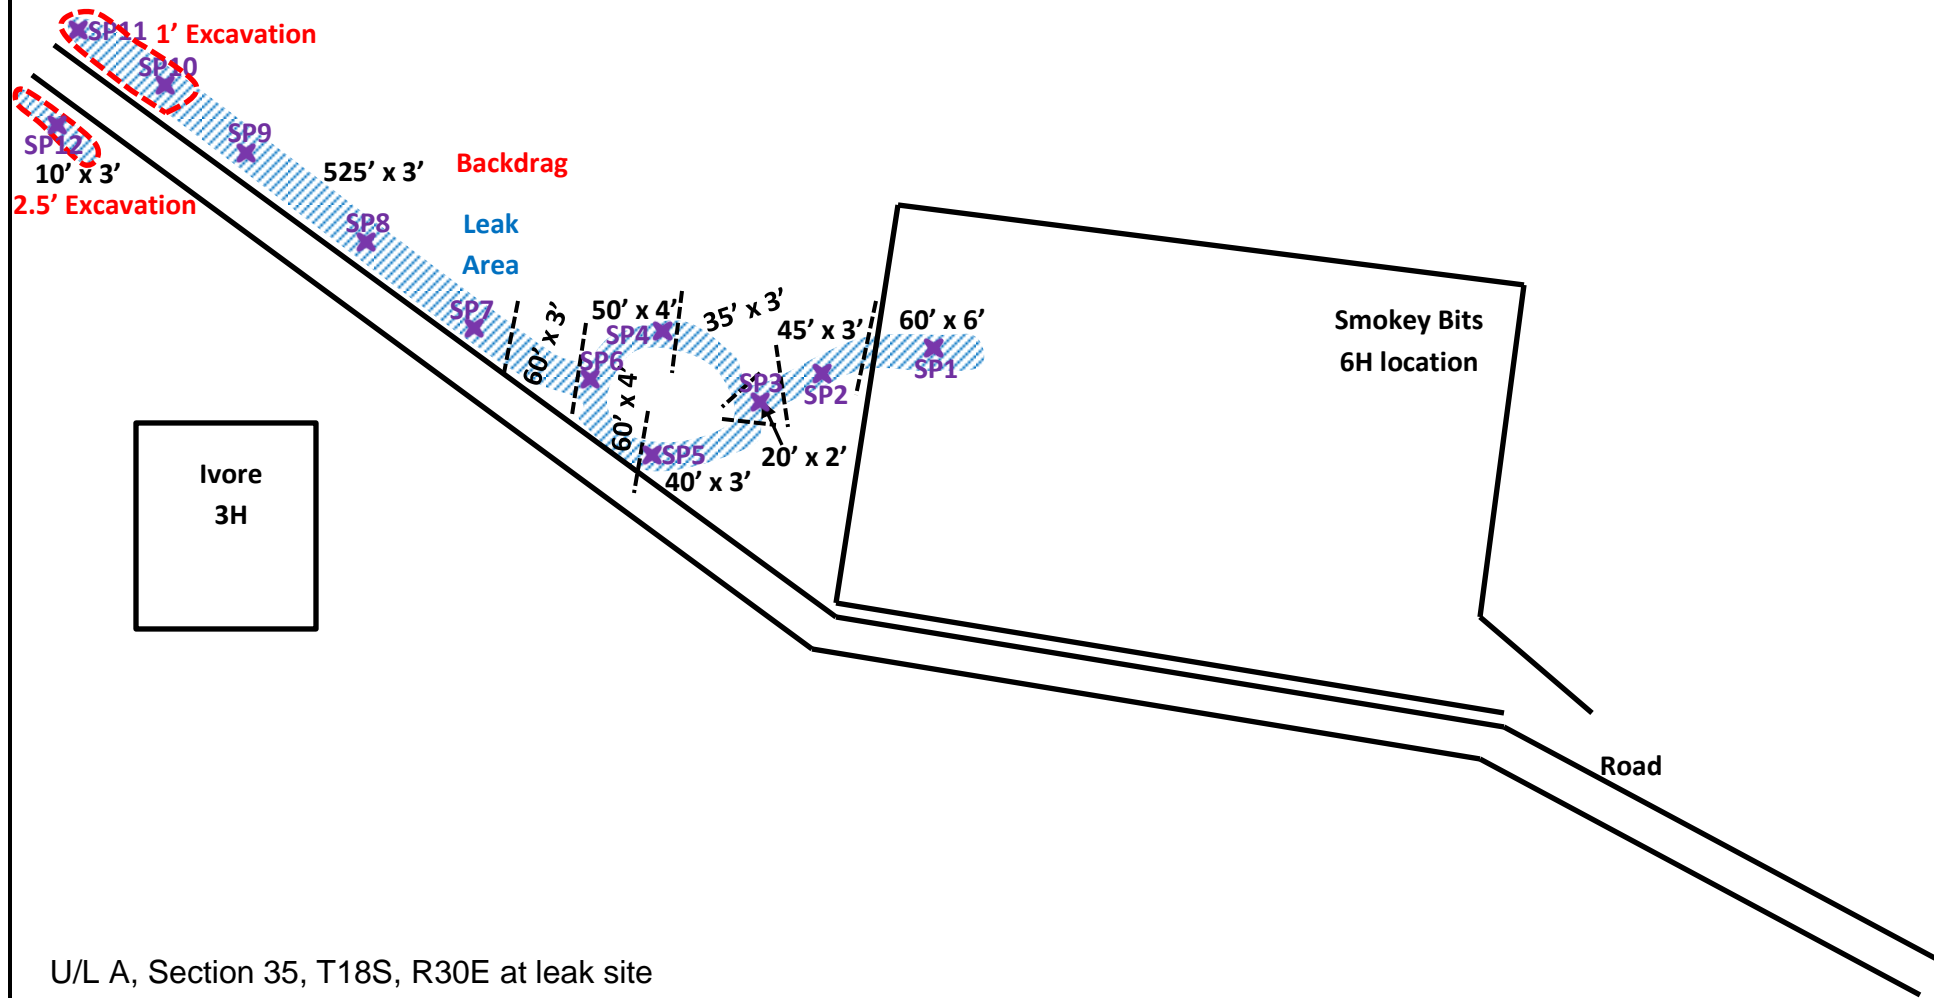 SP11 1’ Excavation
SP10
SP9
SP12
10’ x 3’
2.5’ Excavation
525’ x 3’
Backdrag
SP8
Leak
Area
SP7
60’ x 3’
50’ x 4’
SP4
35’ x 3’
45’ x 3’
60’ x 6’
SP6
60’ x 4’
SP3
SP2
SP1
SP5
40’ x 3’
20’ x 2’
Smokey Bits
6H location
Ivore
3H
Road
U/L A, Section 35, T18S, R30E at leak site